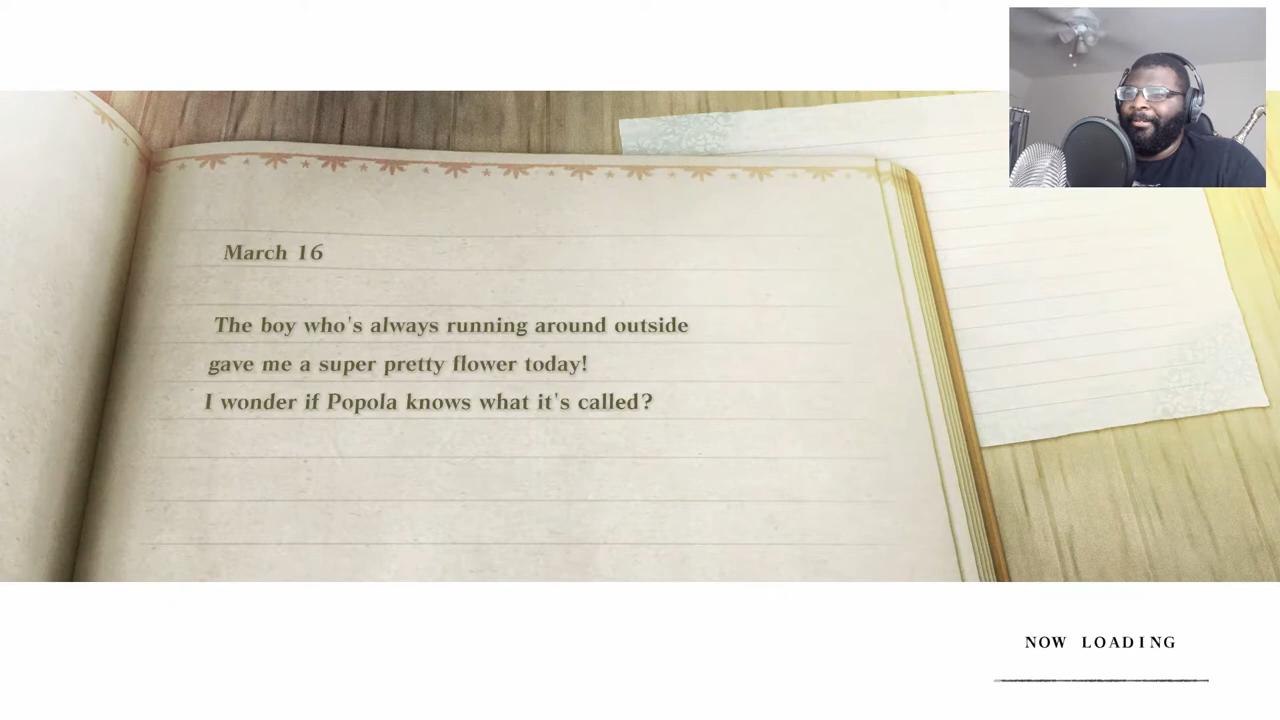 March 16
The boy who's always running around outside
gave me a super pretty flower today!
I wonder if Popola knows what it's called?
NOW LOADING